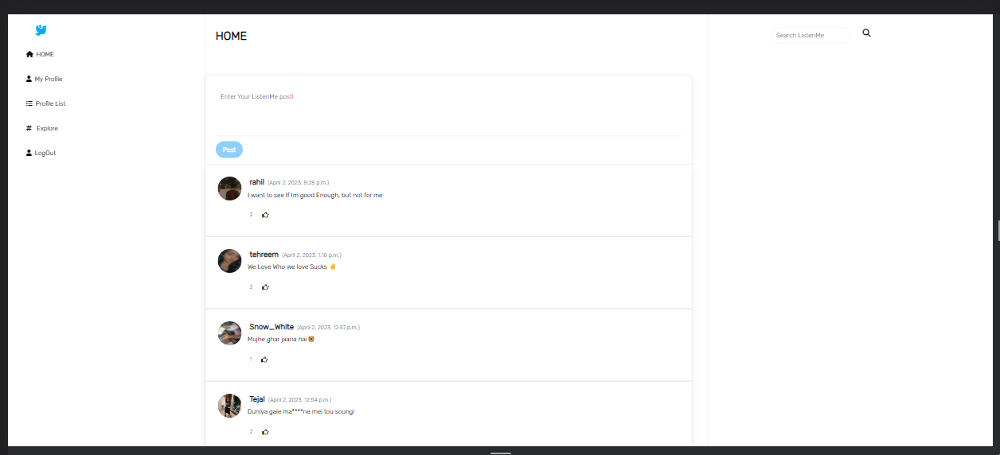 HOME
My Profile
Profile List
Explore
LogOut
HOME
Enter Your ListenMe post!
Post
rahil (April 2, 2023, 8:28 p.m.)
I want to see If Im good Enough, but not for me
2
tehreem (April 2, 2023, 1:10 p.m.)
We Love Who we love Sucks ✌
2
Snow_White (April 2, 2023, 12:57 p.m.)
Mujhe ghar jaana hai
1
Tejal (April 2, 2023, 12:54 p.m.)
Duniya gaie ma****ne mei tou soungi
2
Search ListenMe